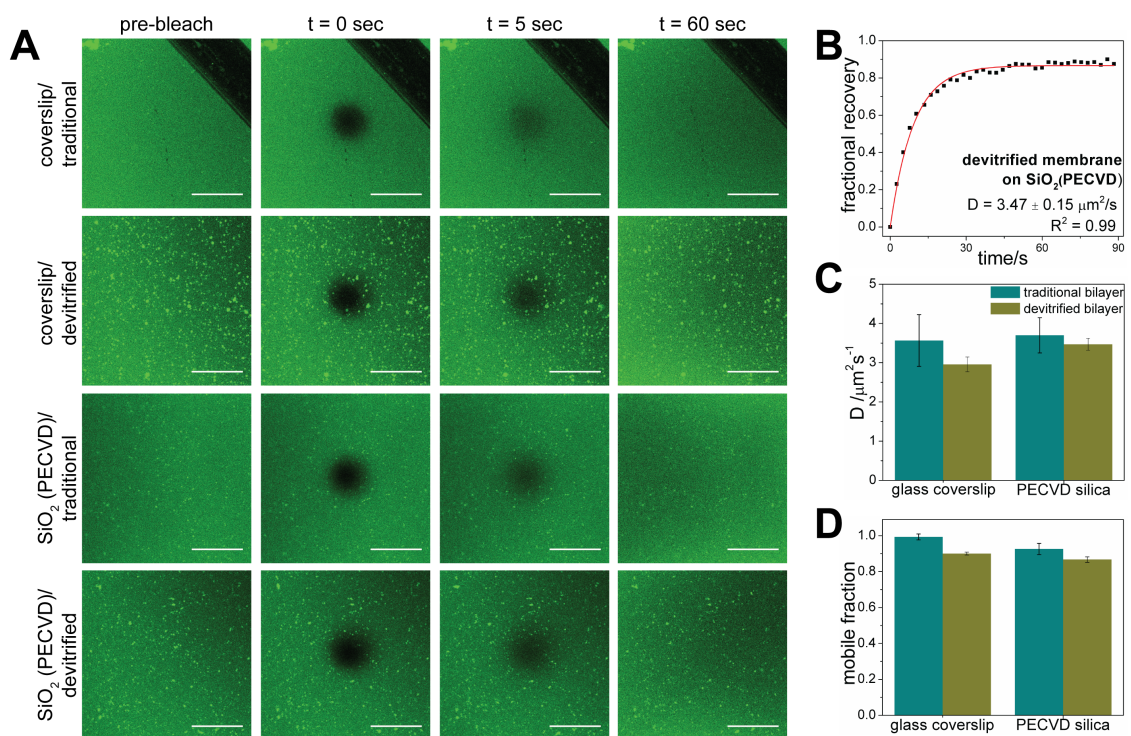 A
pre-bleach
t = 0 sec
t = 5 sec
t = 60 sec
coverslip/
traditional
coverslip/
devitrified
SiO₂ (PECVD)/
traditional
SiO₂ (PECVD)/
devitrified
B
fractional recovery
1.0
0.8
0.6
0.4
0.2
0.0
devitrified membrane
on SiO₂(PECVD)
D = 3.47 ± 0.15 μm²/s
R² = 0.99
0
30
60
90
time/s
C
D /μm²s⁻¹
5
4
3
2
1
0
traditional bilayer
devitrified bilayer
glass coverslip
PECVD silica
D
mobile fraction
1.0
0.8
0.6
0.4
0.2
0.0
glass coverslip
PECVD silica